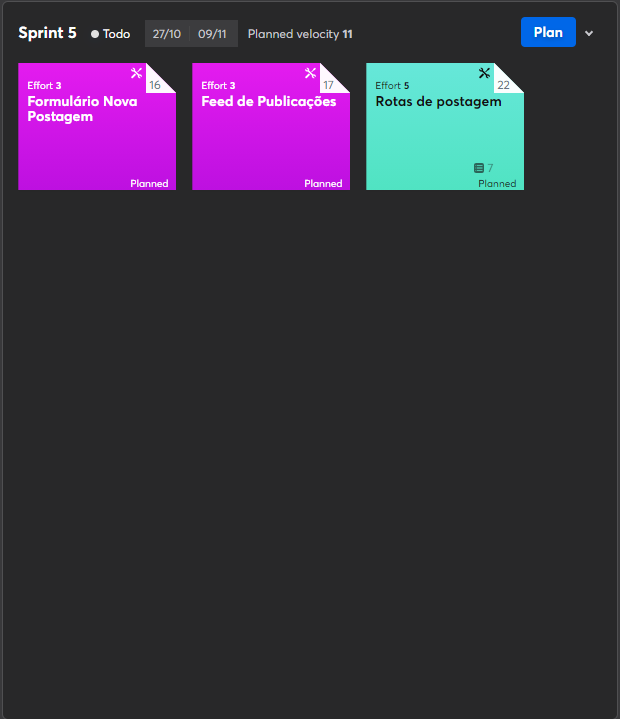 Sprint 5 Todo 27/10 09/11 Planned velocity 11 Plan
16
Effort 3
Formulário Nova
Postagem
Planned
17
Effort 3
Feed de Publicações
Planned
22
Effort 5
Rotas de postagem
7
Planned